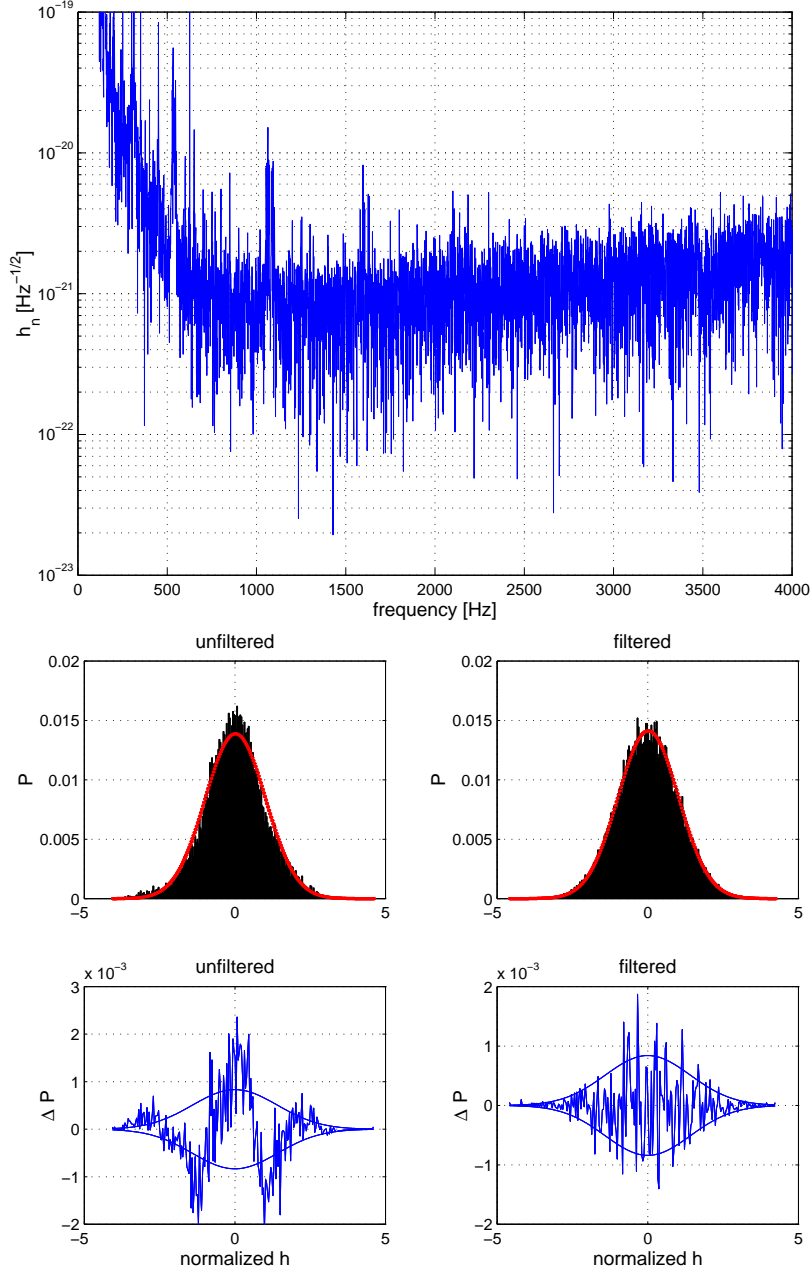 10^−19
10^−20
10^−21
10^−22
10^−23
h_n [Hz^−1/2]
0 500 1000 1500 2000 2500 3000 3500 4000
frequency [Hz]
unfiltered
0.02
0.015
0.01
0.005
0
P
−5 0 5
filtered
0.02
0.015
0.01
0.005
0
P
−5 0 5
x 10^−3
unfiltered
3
2
1
0
−1
−2
Δ P
−5 0 5
normalized h
x 10^−3
filtered
2
1
0
−1
−2
Δ P
−5 0 5
normalized h